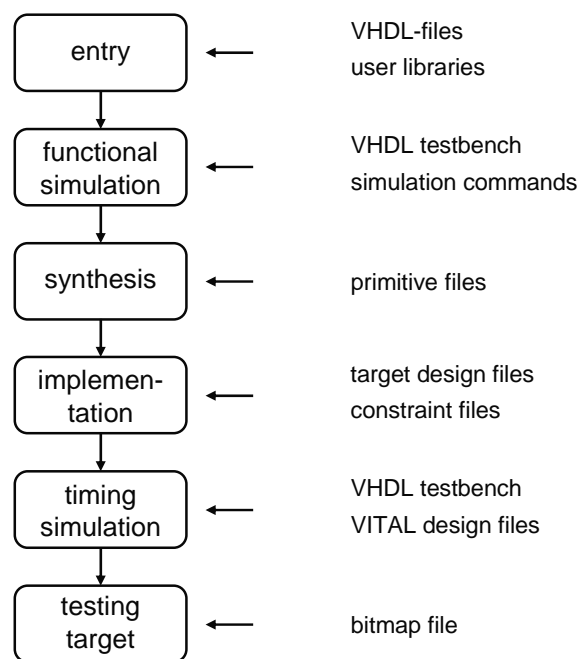 entry
VHDL-files
user libraries
functional
simulation
VHDL testbench
simulation commands
synthesis
primitive files
implemen-
tation
target design files
constraint files
timing
simulation
VHDL testbench
VITAL design files
testing
target
bitmap file